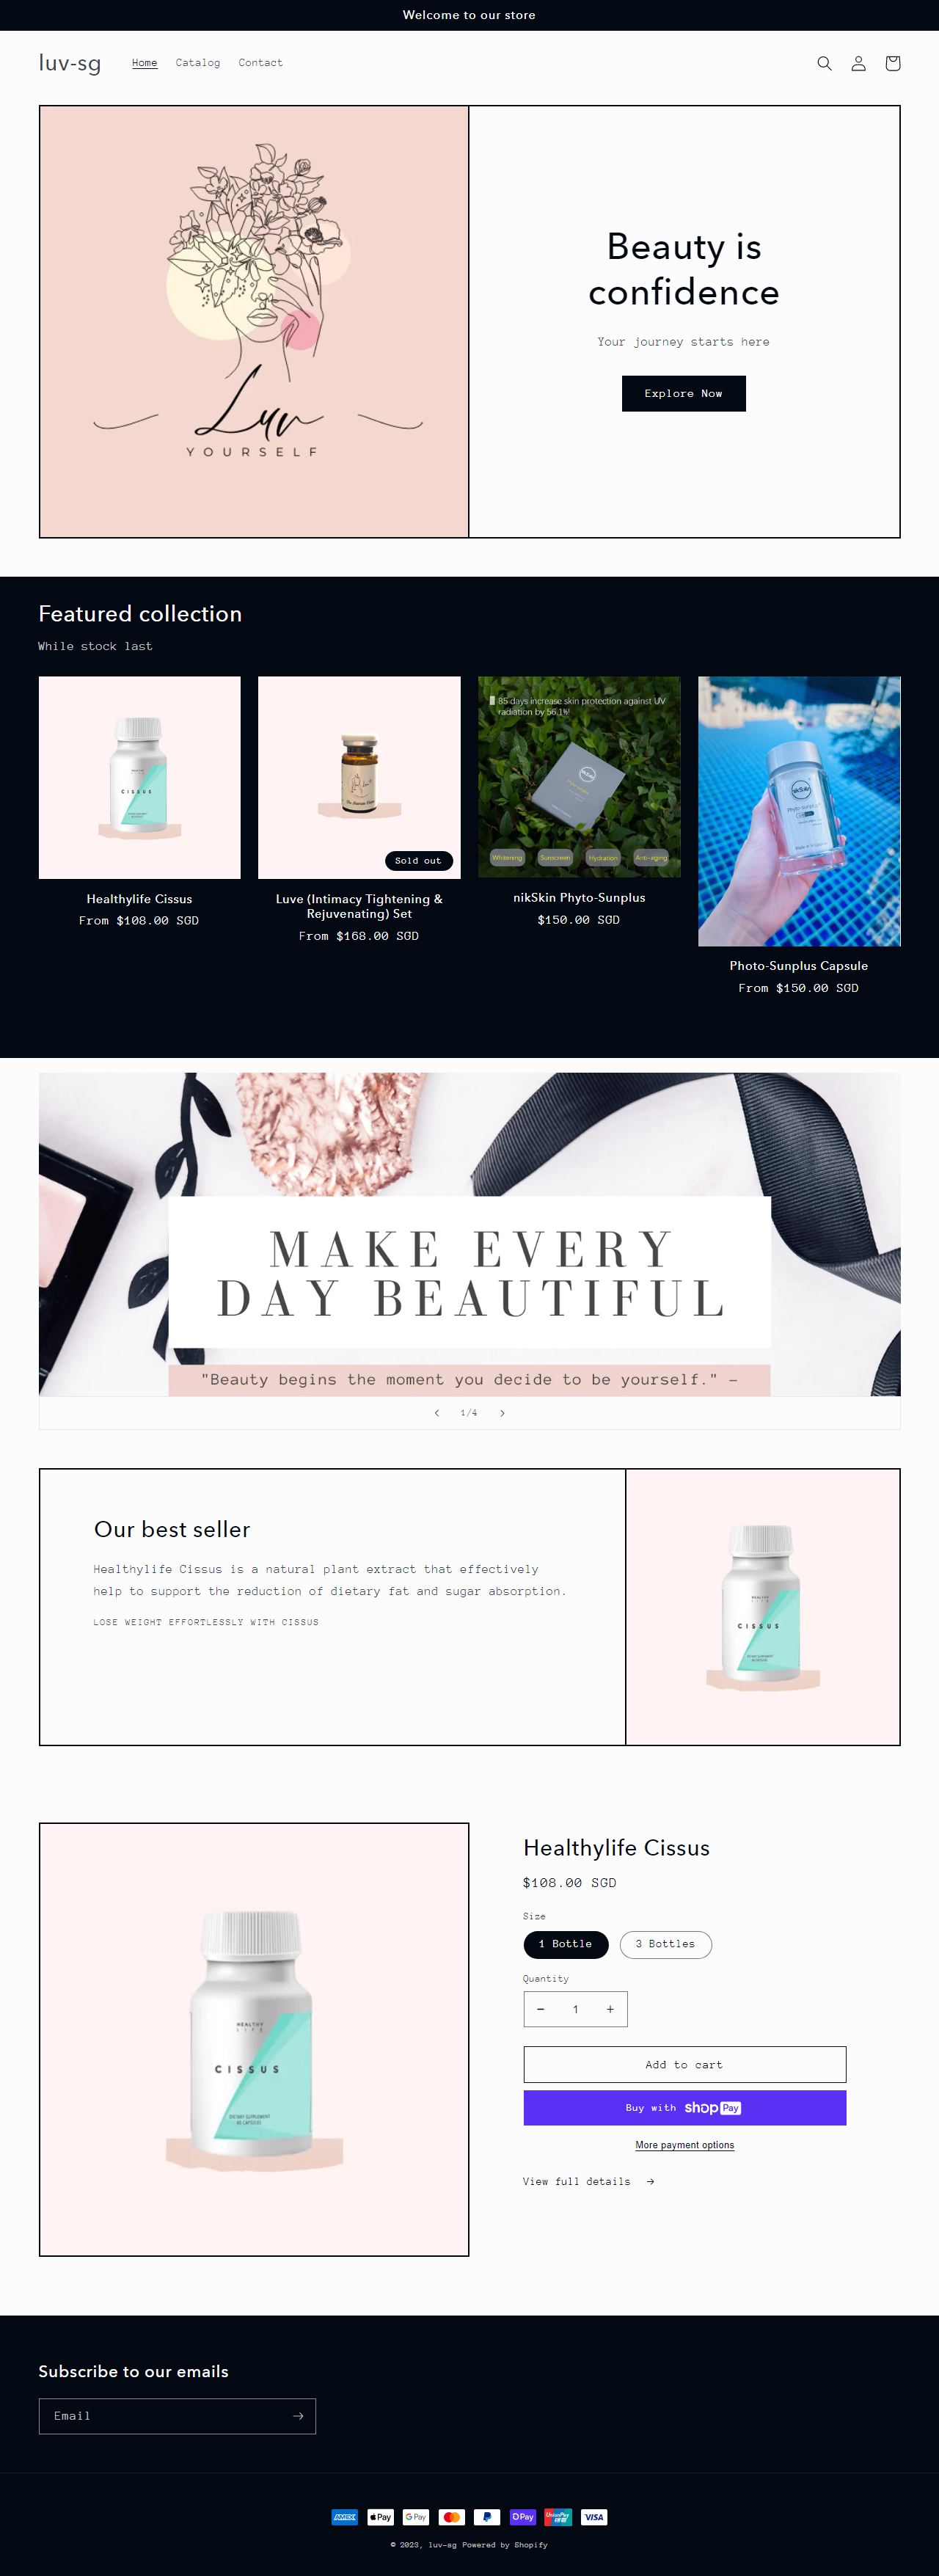 Welcome to our store
luv-sg
Home
Catalog
Contact
Luv
YOURSELF
Beauty is
confidence
Your journey starts here
Explore Now
Featured collection
While stock last
CISSUS
Sold out
85 days increase skin protection against UV
radiation by 56.1%!
Whitening
Sunscreen
Hydration
Anti-aging
Healthylife Cissus
From $108.00 SGD
Luve (Intimacy Tightening &
Rejuvenating) Set
From $168.00 SGD
nikSkin Phyto-Sunplus
$150.00 SGD
Photo-Sunplus Capsule
From $150.00 SGD
MAKE EVERY
DAY BEAUTIFUL
"Beauty begins the moment you decide to be yourself." —
1/4
Our best seller
Healthylife Cissus is a natural plant extract that effectively
help to support the reduction of dietary fat and sugar absorption.
LOSE WEIGHT EFFORTLESSLY WITH CISSUS
HEALTHY
LIFE
CISSUS
Healthylife Cissus
$108.00 SGD
Size
1 Bottle
3 Bottles
Quantity
1
Add to cart
Buy with shop Pay
More payment options
View full details
HEALTHY
LIFE
CISSUS
DIETARY SUPPLEMENT
60 CAPSULES
Subscribe to our emails
Email
AMEX
Pay
G Pay
Pay
UnionPay
VISA
© 2023, luv-sg Powered by Shopify